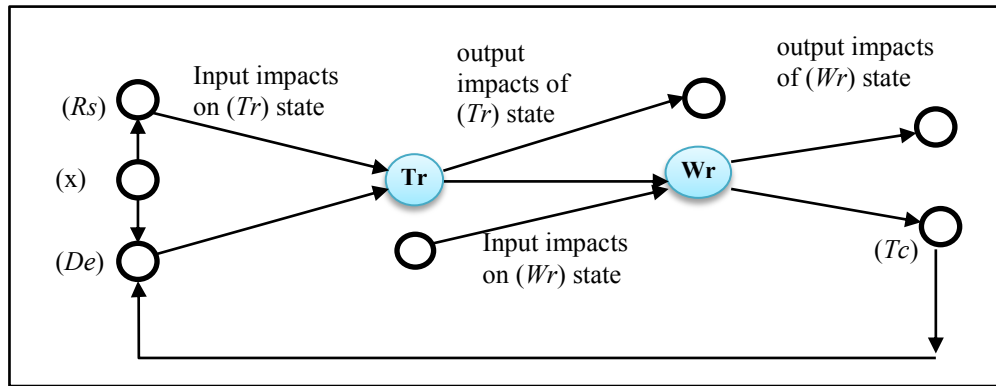 output impacts
of (Wr) state
output
impacts of
(Tr) state
Input impacts
on (Tr) state
(Rs)
(x)
(De)
Tr
Wr
Input impacts
on (Wr) state
(Tc)